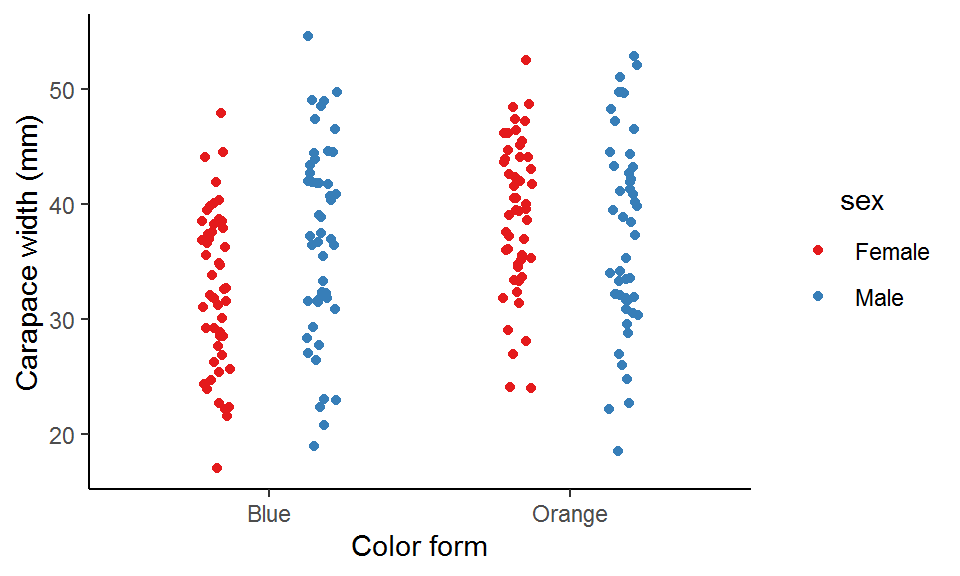 Carapace width (mm)
50
40
30
20
Blue
Orange
Color form
sex
Female
Male